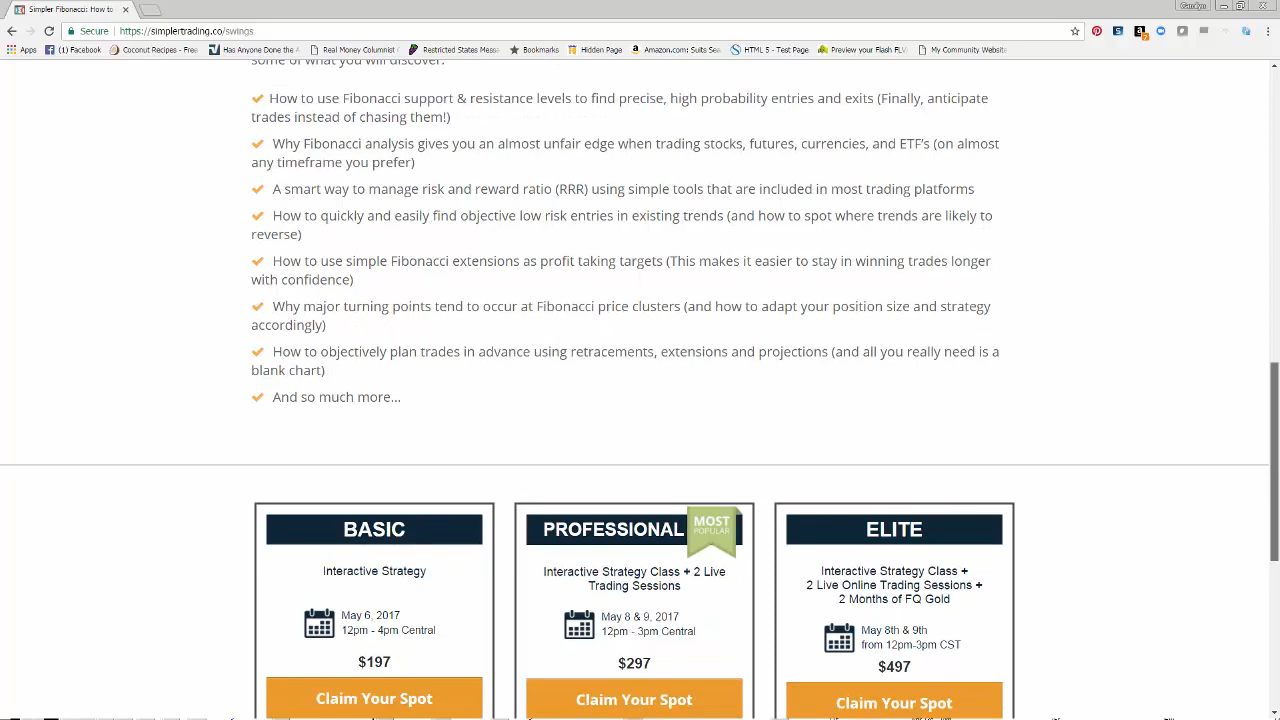 Simpler Fibonacci: How to
Secure
https://simplertrading.co/swings
Apps
(1) Facebook
Coconut Recipes - Free
Has Anyone Done the A
Real Money Columnist
Restricted States Messa
Bookmarks
Hidden Page
Amazon.com: Suits Sea
HTML 5 - Test Page
Preview your Flash FLV
My Community Website
some of what you will discover:
How to use Fibonacci support & resistance levels to find precise, high probability entries and exits (Finally, anticipate
trades instead of chasing them!)
Why Fibonacci analysis gives you an almost unfair edge when trading stocks, futures, currencies, and ETF's (on almost
any timeframe you prefer)
A smart way to manage risk and reward ratio (RRR) using simple tools that are included in most trading platforms
How to quickly and easily find objective low risk entries in existing trends (and how to spot where trends are likely to
reverse)
How to use simple Fibonacci extensions as profit taking targets (This makes it easier to stay in winning trades longer
with confidence)
Why major turning points tend to occur at Fibonacci price clusters (and how to adapt your position size and strategy
accordingly)
How to objectively plan trades in advance using retracements, extensions and projections (and all you really need is a
blank chart)
And so much more...
BASIC
Interactive Strategy
May 6, 2017
12pm - 4pm Central
$197
Claim Your Spot
PROFESSIONAL
MOST
POPULAR
Interactive Strategy Class + 2 Live
Trading Sessions
May 8 & 9, 2017
12pm - 3pm Central
$297
Claim Your Spot
ELITE
Interactive Strategy Class +
2 Live Online Trading Sessions +
2 Months of FQ Gold
May 8th & 9th
from 12pm-3pm CST
$497
Claim Your Spot